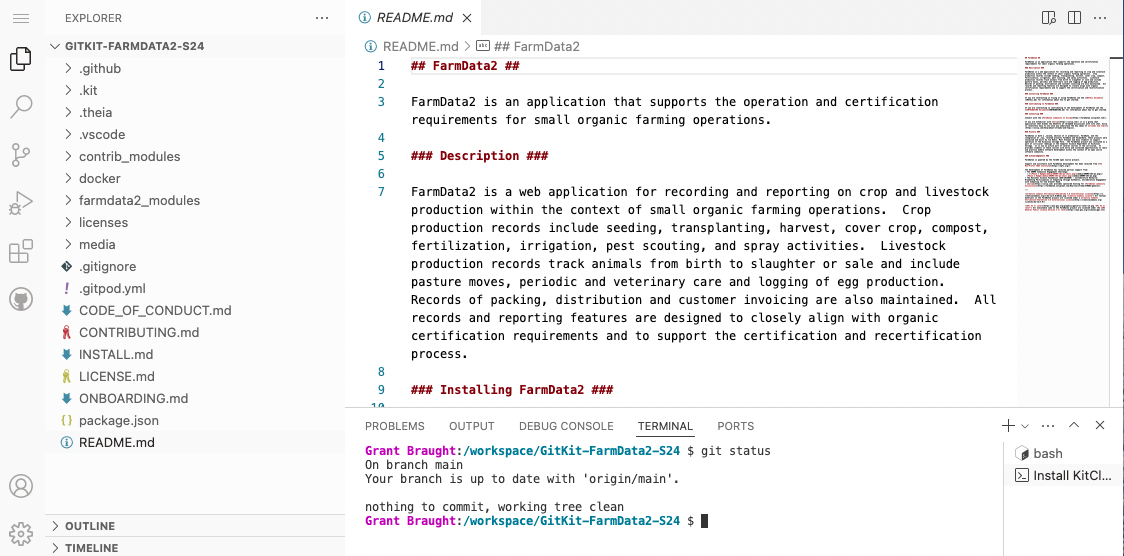 EXPLORER
GITKIT-FARMDATA2-S24
.github
.kit
.theia
.vscode
contrib_modules
docker
farmdata2_modules
licenses
media
.gitignore
.gitpod.yml
CODE_OF_CONDUCT.md
CONTRIBUTING.md
INSTALL.md
LICENSE.md
ONBOARDING.md
package.json
README.md
OUTLINE
TIMELINE
README.md
README.md > ## FarmData2
1 ## FarmData2 ##
2
3 FarmData2 is an application that supports the operation and certification
requirements for small organic farming operations.
4
5 ### Description ###
6
7 FarmData2 is a web application for recording and reporting on crop and livestock
production within the context of small organic farming operations.  Crop
production records include seeding, transplanting, harvest, cover crop, compost,
fertilization, irrigation, pest scouting, and spray activities.  Livestock
production records track animals from birth to slaughter or sale and include
pasture moves, periodic and veterinary care and logging of egg production.
Records of packing, distribution and customer invoicing are also maintained.  All
records and reporting features are designed to closely align with organic
certification requirements and to support the certification and recertification
process.
8
9 ### Installing FarmData2 ###
10
PROBLEMS OUTPUT DEBUG CONSOLE TERMINAL PORTS
Grant Braught:/workspace/GitKit-FarmData2-S24 $ git status
On branch main
Your branch is up to date with 'origin/main'.

nothing to commit, working tree clean
Grant Braught:/workspace/GitKit-FarmData2-S24 $
bash
Install KitCl...